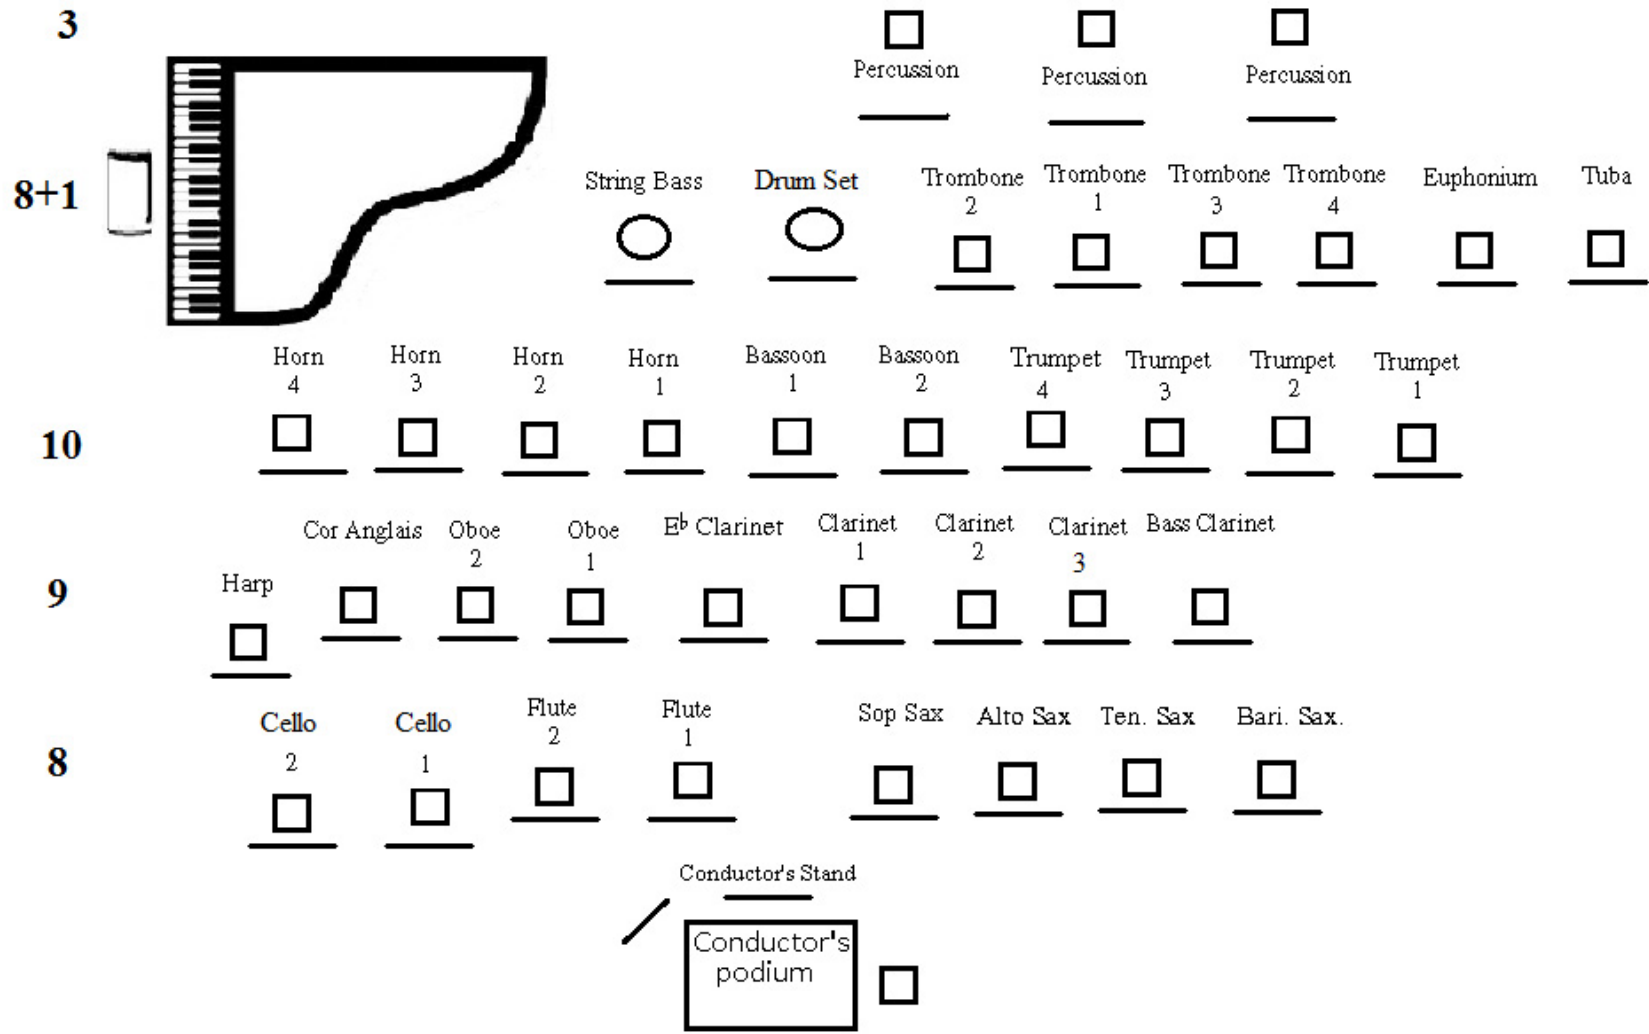 3
Percussion
Percussion
Percussion
8+1
String Bass
Drum Set
Trombone
2
Trombone
1
Trombone
3
Trombone
4
Euphonium
Tuba
10
Horn
4
Horn
3
Horn
2
Horn
1
Bassoon
1
Bassoon
2
Trumpet
4
Trumpet
3
Trumpet
2
Trumpet
1
9
Harp
Cor Anglais
Oboe
2
Oboe
1
E♭ Clarinet
Clarinet
1
Clarinet
2
Clarinet
3
Bass Clarinet
8
Cello
2
Cello
1
Flute
2
Flute
1
Sop Sax
Alto Sax
Ten. Sax
Bari. Sax.
Conductor's Stand
Conductor's
podium